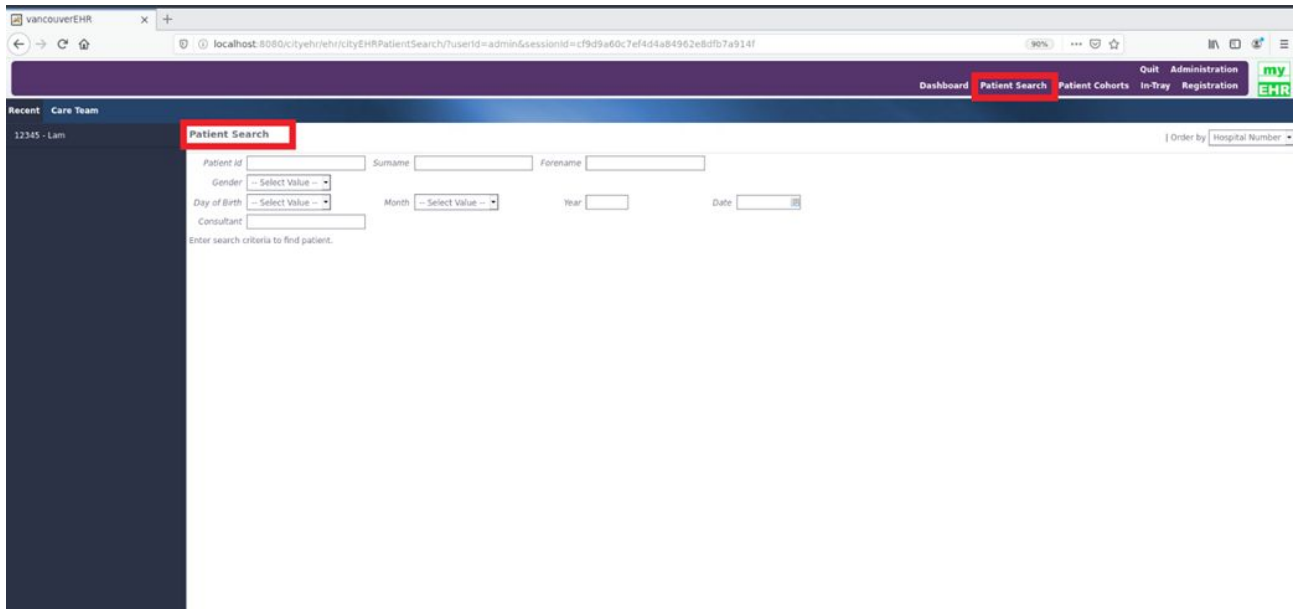 vancouverEHR
localhost:8080/cityehr/ehr/cityEHRPatientSearch/?userId=admin&sessionId=cf9d9a60c7ef4d4a84962e8dfb7a914f 90%
Quit Administration
Dashboard Patient Search Patient Cohorts In-Tray Registration
my
EHR
Recent Care Team
12345 - Lam
Patient Search | Order by Hospital Number
Patient Id Surname Forename
Gender -- Select Value --
Day of Birth -- Select Value -- Month -- Select Value -- Year Date
Consultant
Enter search criteria to find patient.